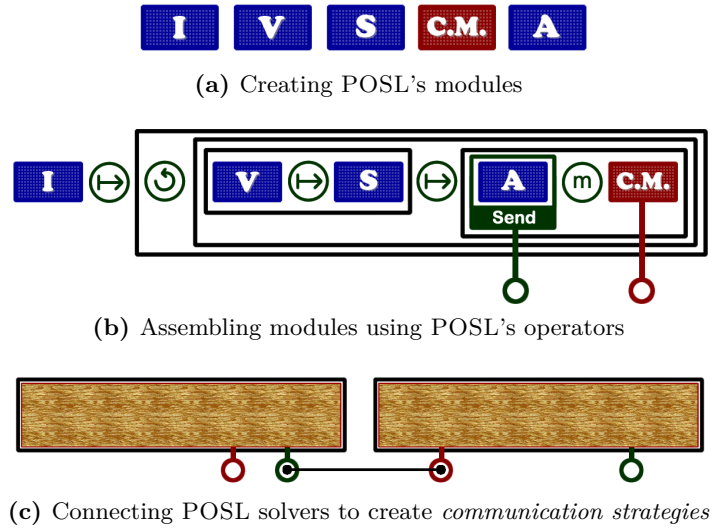 I V S C.M. A
(a) Creating POSL's modules
I ↦ ↺ V ↦ S ↦ A m C.M.
Send
(b) Assembling modules using POSL's operators
(c) Connecting POSL solvers to create communication strategies